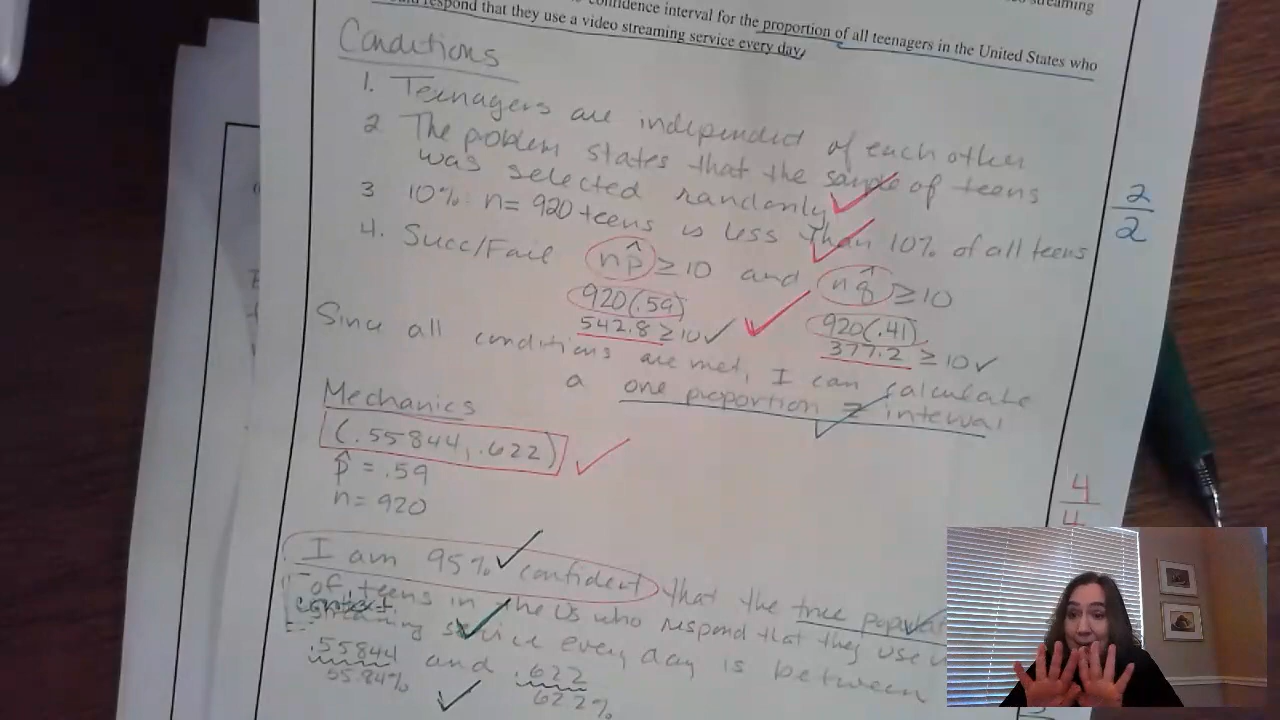 streaming
confidence interval for the proportion of all teenagers in the United States who
respond that they use a video streaming service every day.
Conditions
1. Teenagers are independent of each other
2 The problem states that the sample of teens
was selected randomly
3 10%: n= 920 teens is less than 10% of all teens
4. Succ/Fail np̂ ≥10 and nq̂ ≥10
920(.59) 920(.41)
542.8 ≥10✓ 377.2 ≥10✓
Since all conditions are met, I can calculate
a one proportion z interval
2
2
Mechanics
(.55844, .622)
p̂ = .59
n= 920
4
4
I am 95% confident that the true
of teens in the US who respond that they use
streaming service every day is between
.55844 and .622
55.84% 62.2%